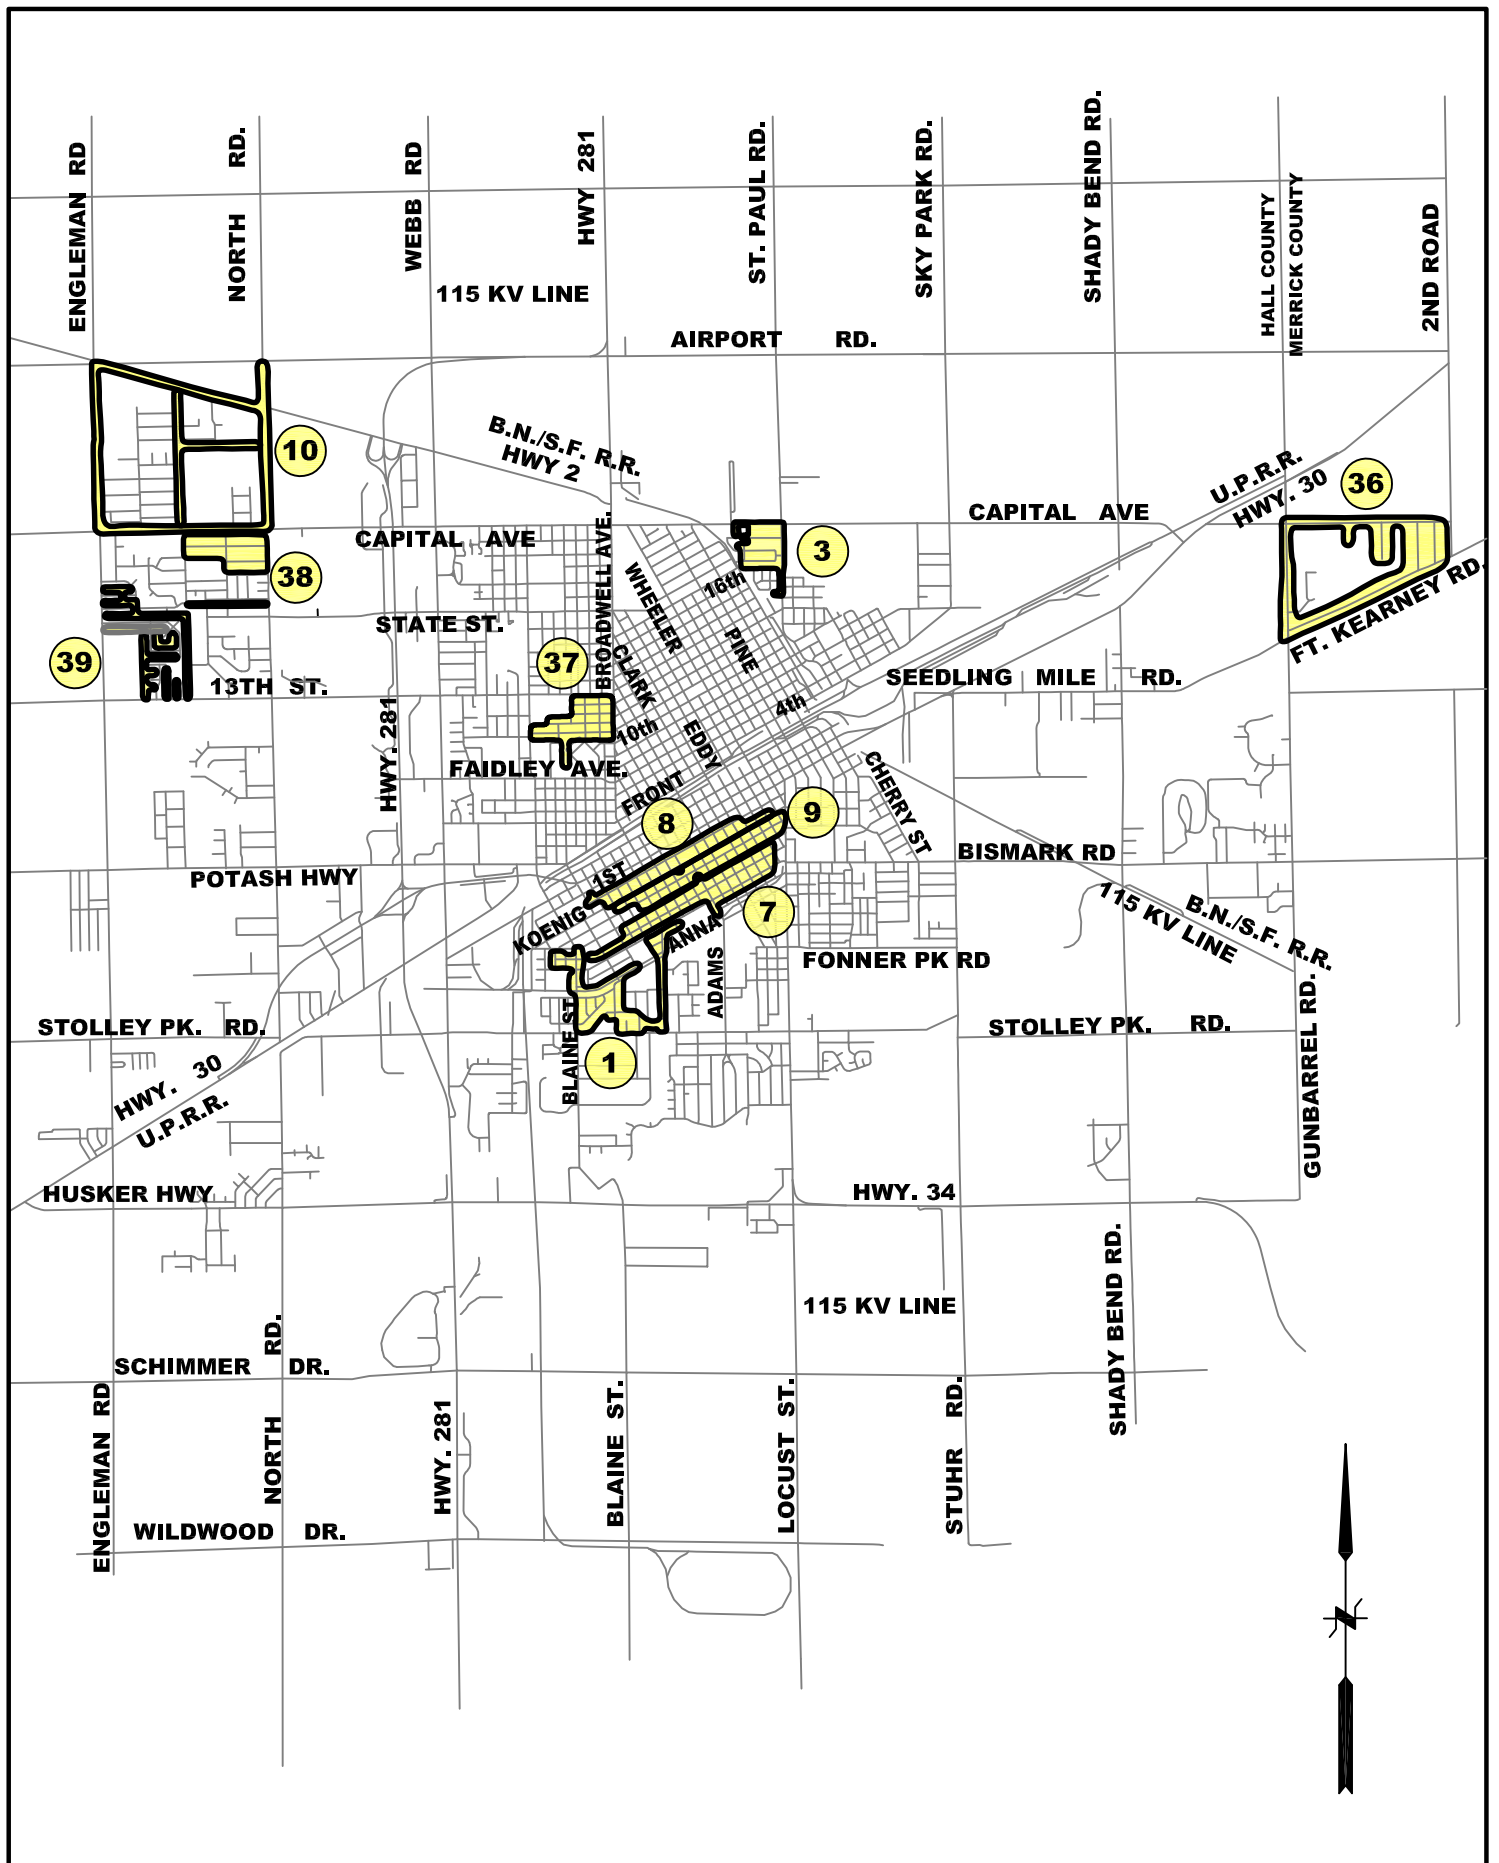 ENGLEMAN RD
NORTH RD.
WEBB RD
HWY 281
ST. PAUL RD.
SKY PARK RD.
SHADY BEND RD.
HALL COUNTY
MERRICK COUNTY
2ND ROAD
115 KV LINE
AIRPORT RD.
B.N./S.F. R.R.
HWY 2
10
U.P.R.R.
HWY. 30
36
CAPITAL AVE
CAPITAL AVE
BROADWELL AVE.
3
38
WHEELER
16th
STATE ST.
PINE
FT. KEARNEY RD.
39
37
CLARK
13TH ST.
SEEDLING MILE RD.
HWY. 281
4th
10th
EDDY
FAIDLEY AVE.
FRONT
CHERRY ST
8
9
BISMARK RD
POTASH HWY
1ST
115 KV LINE
B.N./S.F. R.R.
KOENIG
7
ANNA
ADAMS
FONNER PK RD
STOLLEY PK. RD.
BLAINE ST.
STOLLEY PK. RD.
GUNBARREL RD.
1
HWY. 30
U.P.R.R.
HUSKER HWY
HWY. 34
SHADY BEND RD.
115 KV LINE
SCHIMMER DR.
ENGLEMAN RD
NORTH RD.
HWY. 281
BLAINE ST.
LOCUST ST.
STUHR RD.
WILDWOOD DR.
N